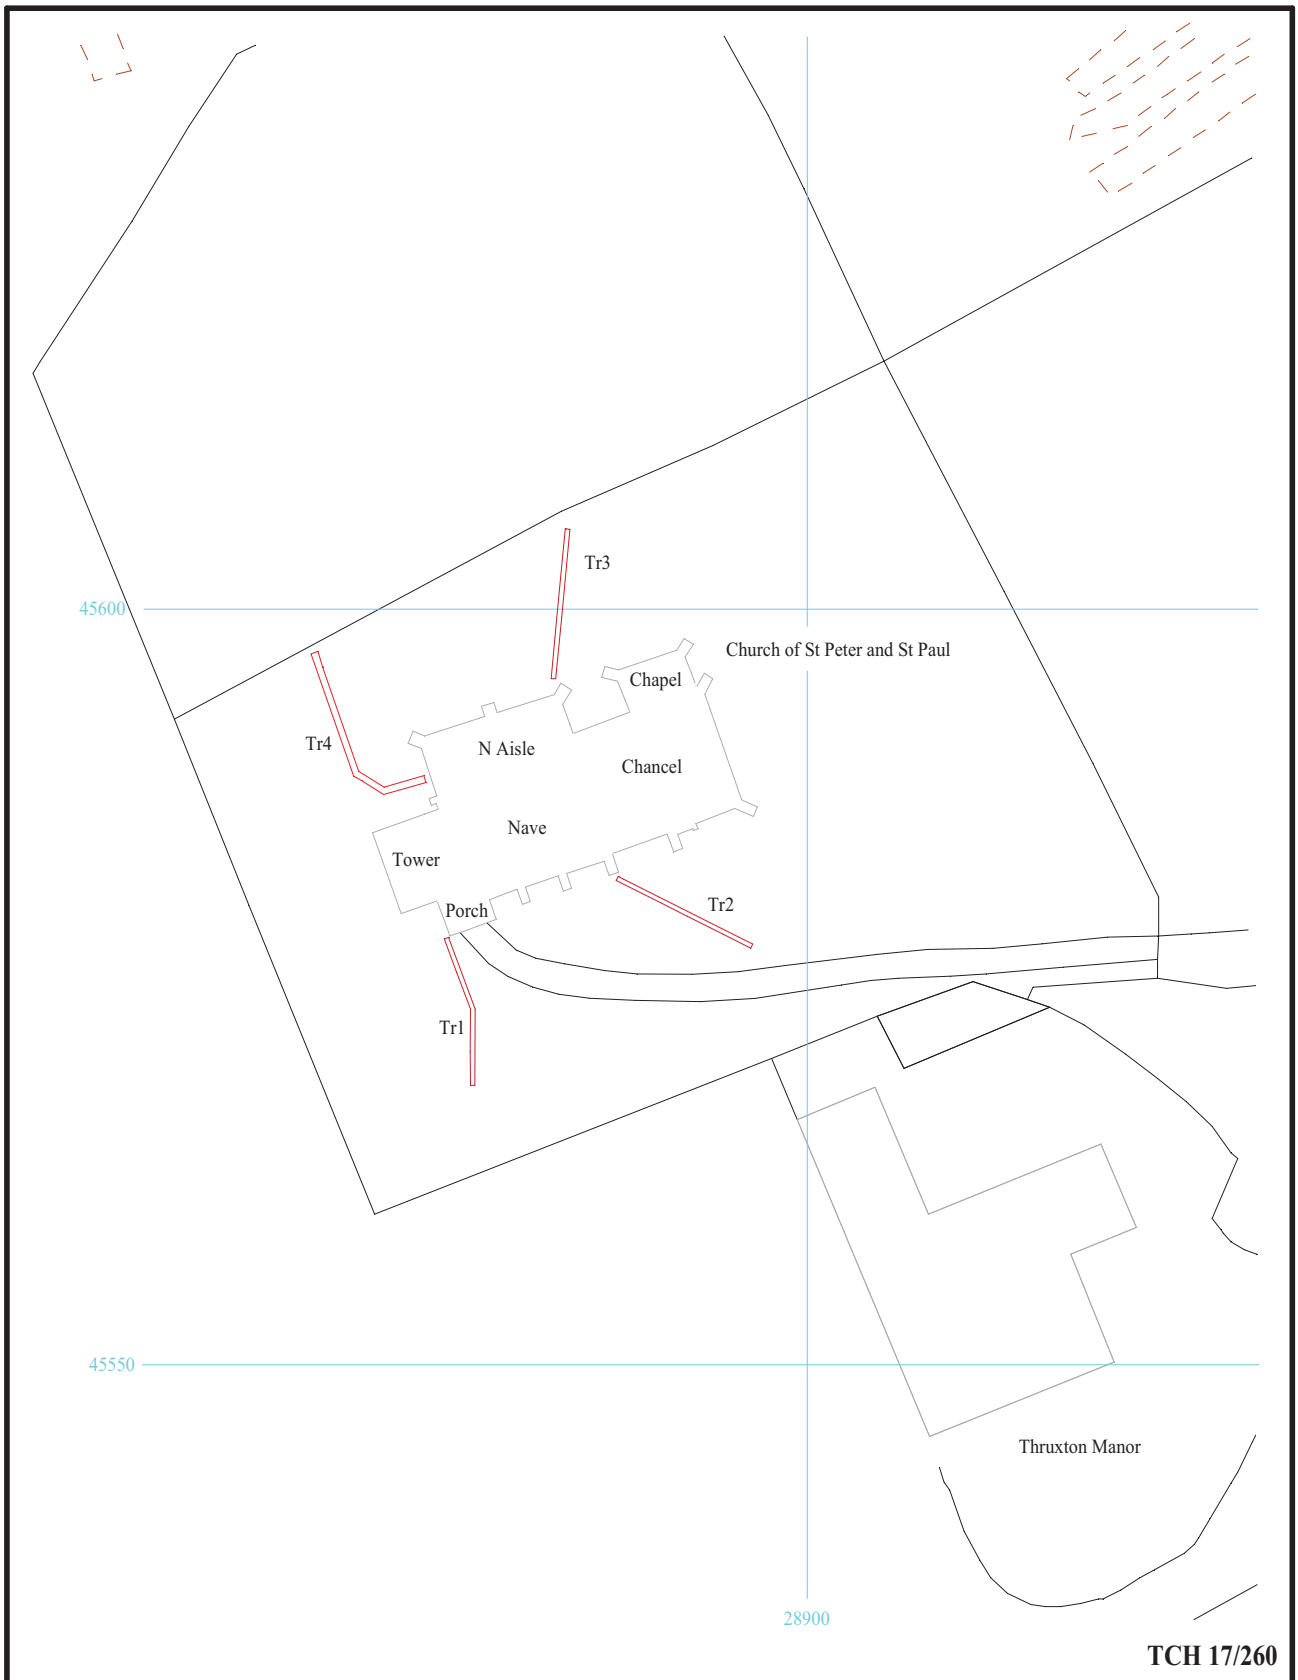 Tr3
45600
Church of St Peter and St Paul
Chapel
Tr4
N Aisle
Chancel
Nave
Tower
Tr2
Porch
Tr1
45550
Thruxton Manor
28900
TCH 17/260